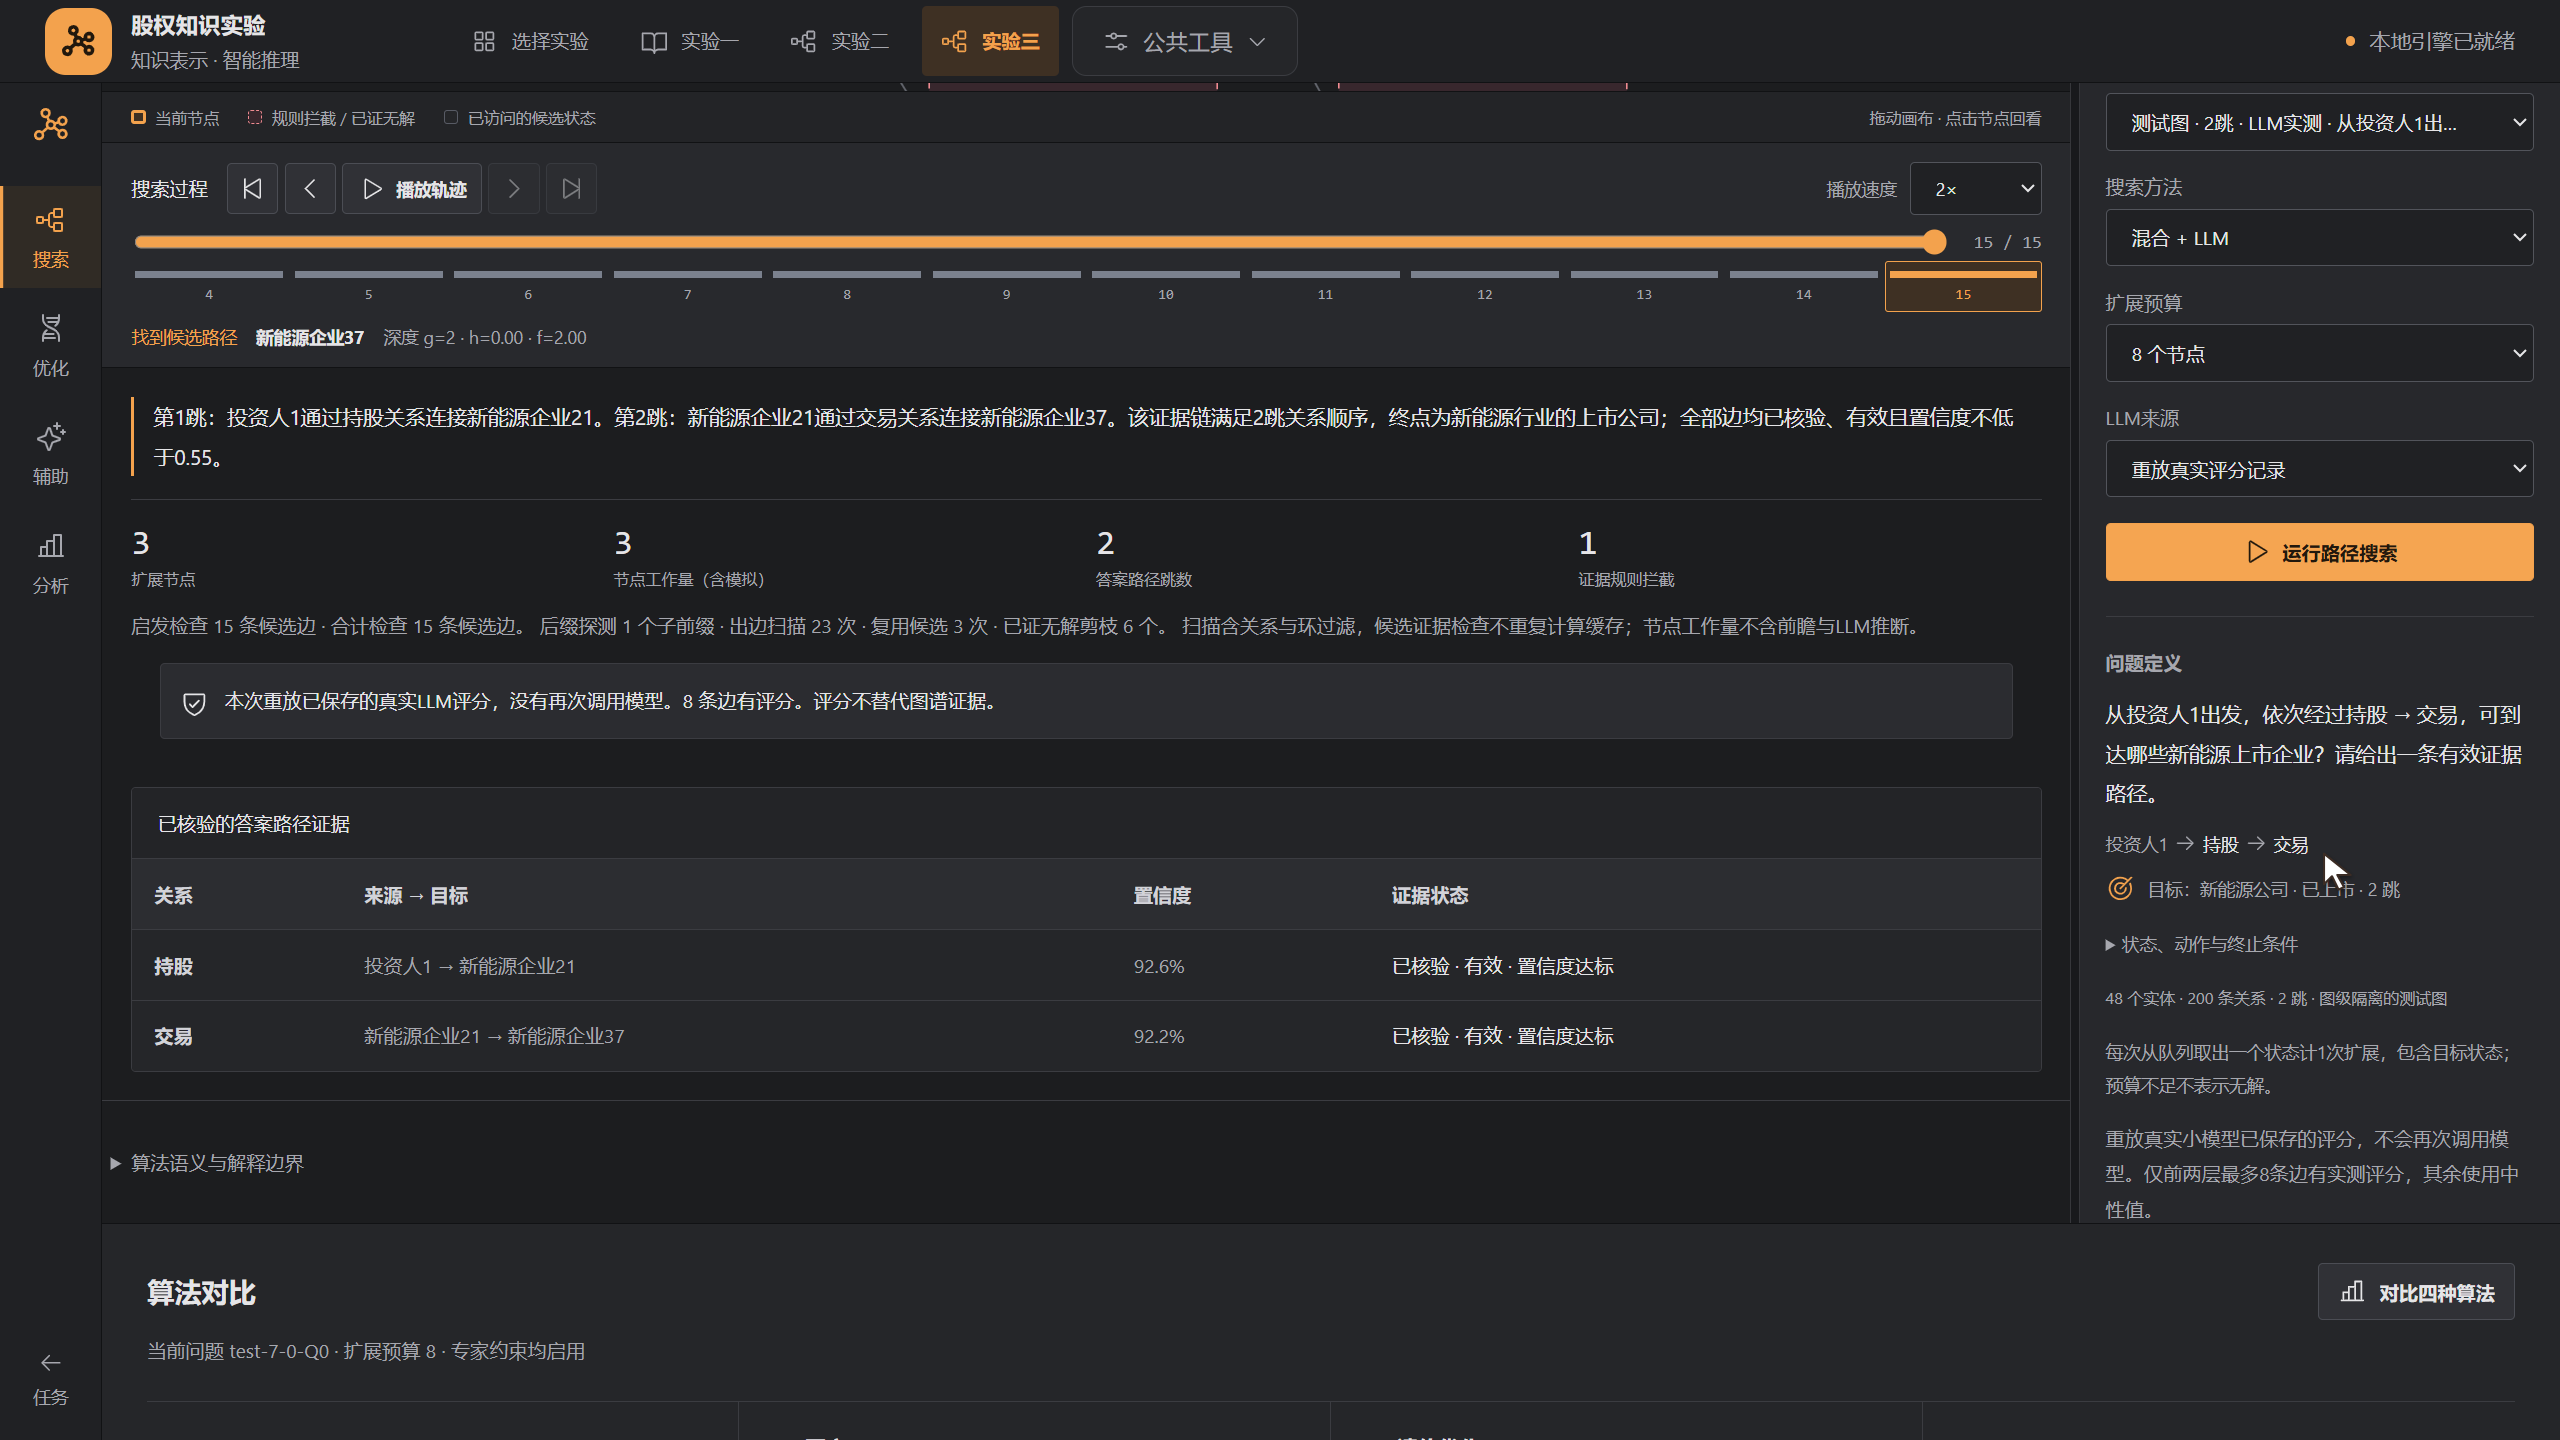 股权知识实验
知识表示 · 智能推理
选择实验
实验一
实验二
实验三
公共工具
本地引擎已就绪
搜索
优化
辅助
分析
任务
当前节点
规则拦截 / 已证无解
已访问的候选状态
拖动画布 · 点击节点回看
搜索过程
播放轨迹
播放速度
2×
15 / 15
4 5 6 7 8 9 10 11 12 13 14 15
找到候选路径 新能源企业37 深度 g=2 · h=0.00 · f=2.00
第1跳：投资人1通过持股关系连接新能源企业21。第2跳：新能源企业21通过交易关系连接新能源企业37。该证据链满足2跳关系顺序，终点为新能源行业的上市公司；全部边均已核验、有效且置信度不低
于0.55。
3 3 2 1
扩展节点 节点工作量（含模拟） 答案路径跳数 证据规则拦截
启发检查 15 条候选边 · 合计检查 15 条候选边。 后缀探测 1 个子前缀 · 出边扫描 23 次 · 复用候选 3 次 · 已证无解剪枝 6 个。 扫描含关系与环过滤，候选证据检查不重复计算缓存；节点工作量不含前瞻与LLM推断。
本次重放已保存的真实LLM评分，没有再次调用模型。8 条边有评分。评分不替代图谱证据。
已核验的答案路径证据
关系 来源 → 目标 置信度 证据状态
持股 投资人1 → 新能源企业21 92.6% 已核验 · 有效 · 置信度达标
交易 新能源企业21 → 新能源企业37 92.2% 已核验 · 有效 · 置信度达标
算法语义与解释边界
算法对比
对比四种算法
当前问题 test-7-0-Q0 · 扩展预算 8 · 专家约束均启用
测试图 · 2跳 · LLM实测 · 从投资人1出...
搜索方法
混合 + LLM
扩展预算
8 个节点
LLM来源
重放真实评分记录
运行路径搜索
问题定义
从投资人1出发，依次经过持股 → 交易，可到
达哪些新能源上市企业？请给出一条有效证据
路径。
投资人1 → 持股 → 交易
目标：新能源公司 · 已上市 · 2 跳
状态、动作与终止条件
48 个实体 · 200 条关系 · 2 跳 · 图级隔离的测试图
每次从队列取出一个状态计1次扩展，包含目标状态；
预算不足不表示无解。
重放真实小模型已保存的评分，不会再次调用模
型。仅前两层最多8条边有实测评分，其余使用中
性值。